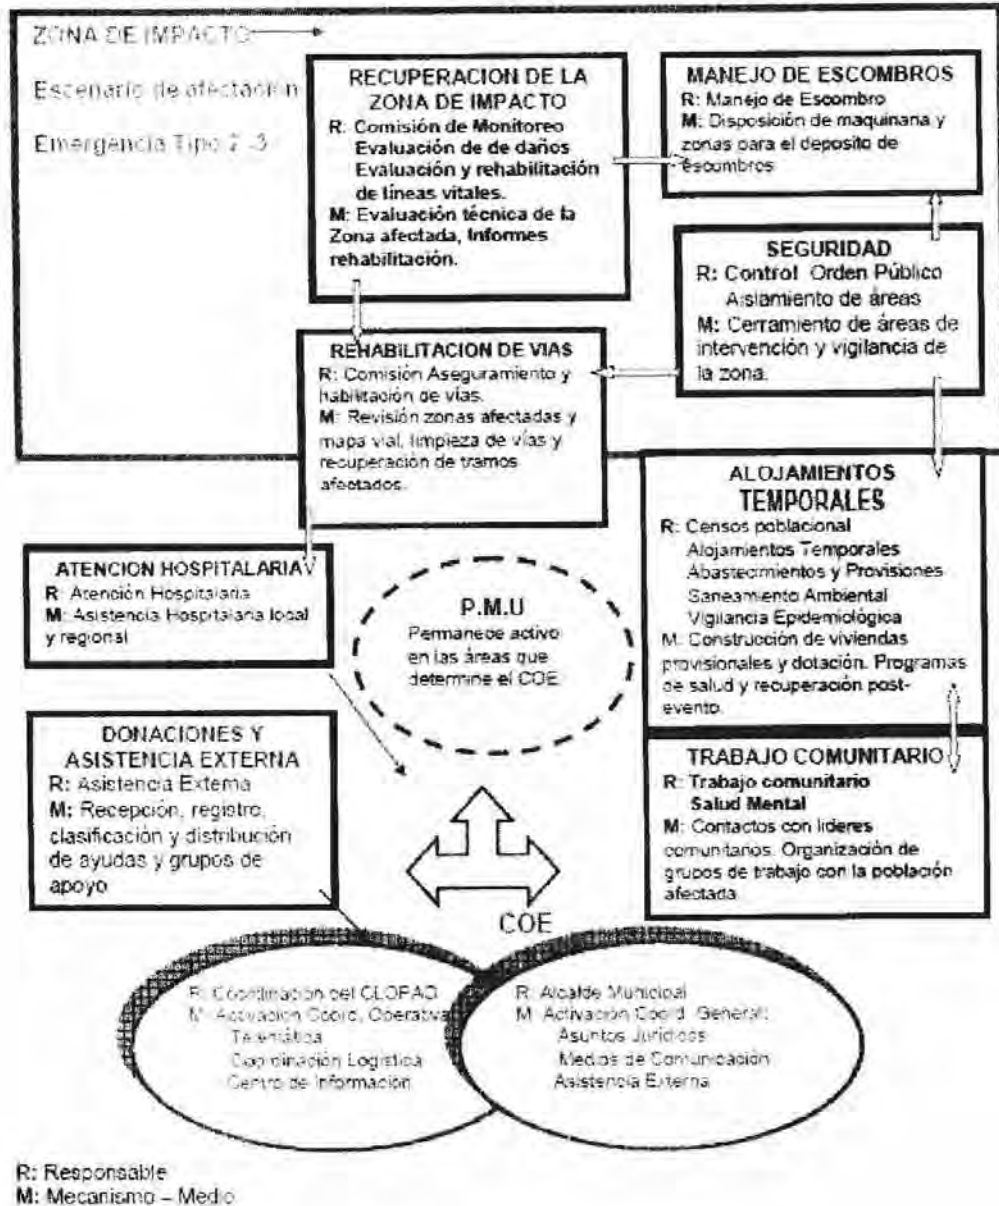 ZONA DE IMPACTO
Escenario de afectación
Emergencia Tipo 2 -3
RECUPERACION DE LA
ZONA DE IMPACTO
R: Comisión de Monitoreo
Evaluación de de daños
Evaluación y rehabilitación
de líneas vitales.
M: Evaluación técnica de la
Zona afectada, Informes
rehabilitación.
MANEJO DE ESCOMBROS
R: Manejo de Escombro
M: Disposición de maquinaria y
zonas para el deposito de
escombros
SEGURIDAD
R: Control Orden Público
Aislamiento de áreas
M: Cerramiento de áreas de
intervención y vigilancia de
la zona.
REHABILITACION DE VIAS
R: Comisión Aseguramiento y
habilitación de vías.
M: Revisión zonas afectadas y
mapa vial, limpieza de vías y
recuperación de tramos
afectados.
ALOJAMIENTOS
TEMPORALES
R: Censos poblacional
Alojamientos Temporales
Abastecimientos y Provisiones
Saneamiento Ambiental
Vigilancia Epidemiológica
M: Construcción de viviendas
provisionales y dotación. Programas
de salud y recuperación post-
evento.
ATENCION HOSPITALARIA
R: Atención Hospitalaria
M: Asistencia Hospitalaria local
y regional
P.M.U
Permanece activo
en las áreas que
determine el COE
DONACIONES Y
ASISTENCIA EXTERNA
R: Asistencia Externa
M: Recepción, registro,
clasificación y distribución
de ayudas y grupos de
apoyo
TRABAJO COMUNITARIO
R: Trabajo comunitario
Salud Mental
M: Contactos con lideres
comunitarios. Organización de
grupos de trabajo con la población
afectada
COE
R: Coordinación del CLOPAD
M: Activación Coord. Operativa
Telemática
Coordinación Logística
Centro de Información
R: Alcalde Municipal
M: Activación Coord. General:
Asuntos Jurídicos
Medios de Comunicación
Asistencia Externa
R: Responsable
M: Mecanismo – Medio